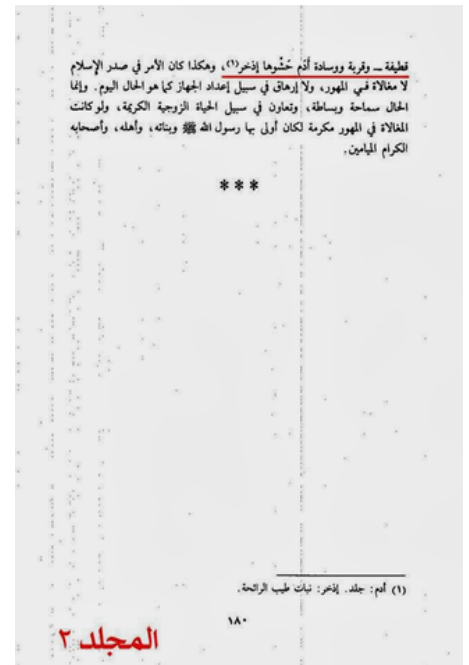 قطيفة ــ وقربة ووسادة أَدَم حَشْوها إذخر(١)، وهكذا كان الأمر في صدر الإسلام
لا مغالاة فـي المهور، ولا إرهاق في سبيل إعداد الجهاز كما هو الحال اليوم. وإنما
الحال سماحة وبساطة، وتعاون في سبيل الحياة الزوجية الكريمة، ولو كانت
المغالاة في المهور مكرمة لكان أولى بها رسول الله ﷺ وبناته، وأهله، وأصحابه
الكرام الميامين.
***
(١) أدم: جلد. إذخر: نبات طيب الرائحة.
١٨٠
المجلد ٢